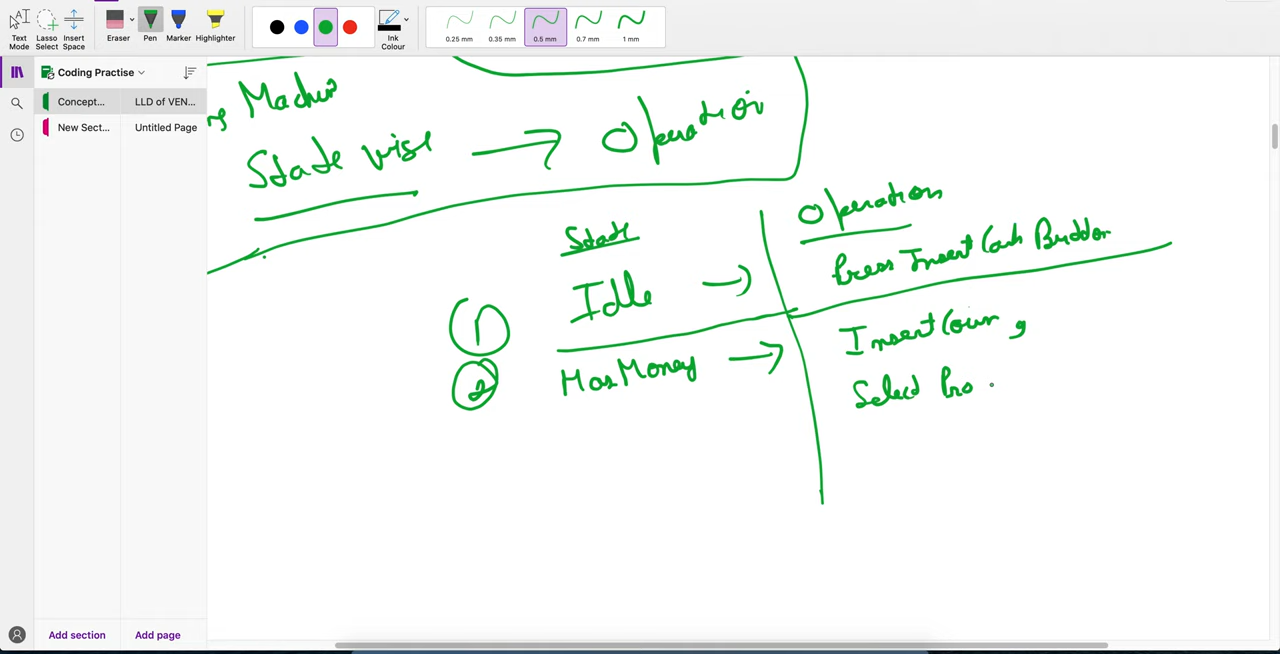 Text Mode
Lasso Select
Insert Space
Eraser
Pen
Marker
Highlighter
Ink Colour
0.25 mm
0.35 mm
0.5 mm
0.7 mm
1 mm
Coding Practise
Concept...
LLD of VEN...
New Sect...
Untitled Page
Machin
State wise → Operation
State
Operation
Idle → Press Insert Cash Button
1
2
HasMoney → Insert Coin,
Select Pro
Add section
Add page